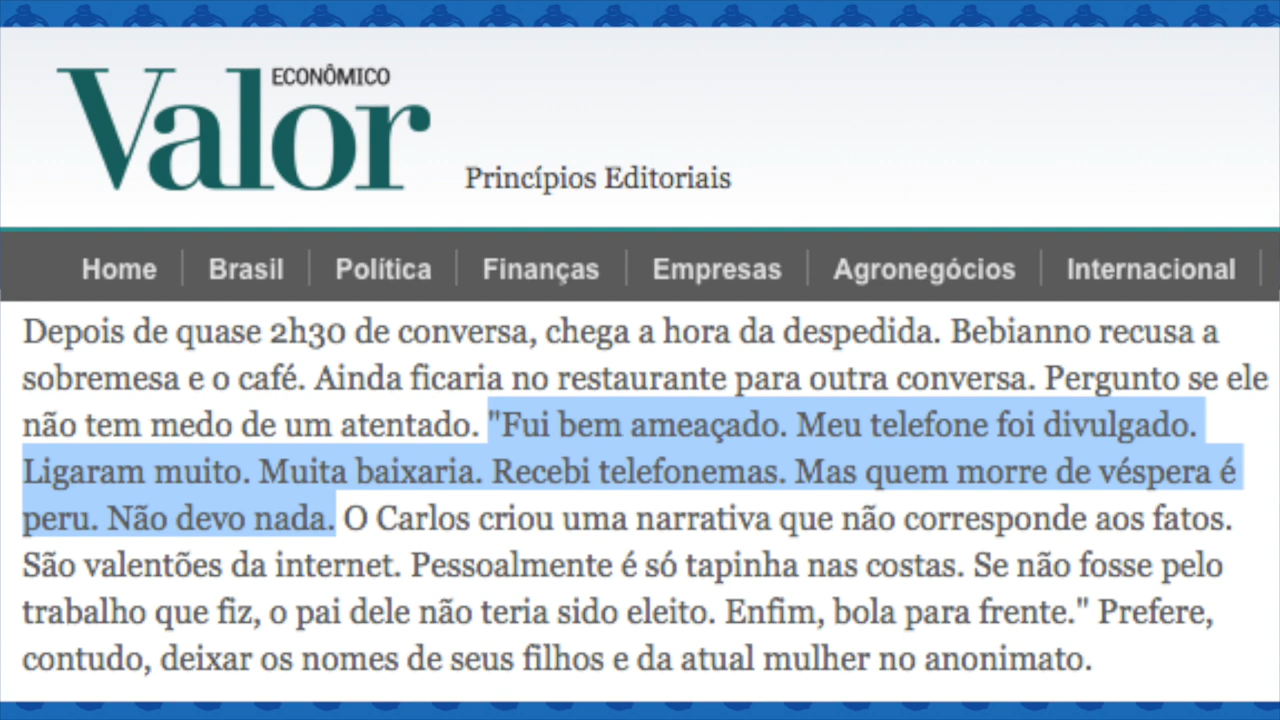 Valor ECONÔMICO
Princípios Editoriais
Home Brasil Política Finanças Empresas Agronegócios Internacional
Depois de quase 2h30 de conversa, chega a hora da despedida. Bebianno recusa a
sobremesa e o café. Ainda ficaria no restaurante para outra conversa. Pergunto se ele
não tem medo de um atentado. "Fui bem ameaçado. Meu telefone foi divulgado.
Ligaram muito. Muita baixaria. Recebi telefonemas. Mas quem morre de véspera é
peru. Não devo nada. O Carlos criou uma narrativa que não corresponde aos fatos.
São valentões da internet. Pessoalmente é só tapinha nas costas. Se não fosse pelo
trabalho que fiz, o pai dele não teria sido eleito. Enfim, bola para frente." Prefere,
contudo, deixar os nomes de seus filhos e da atual mulher no anonimato.